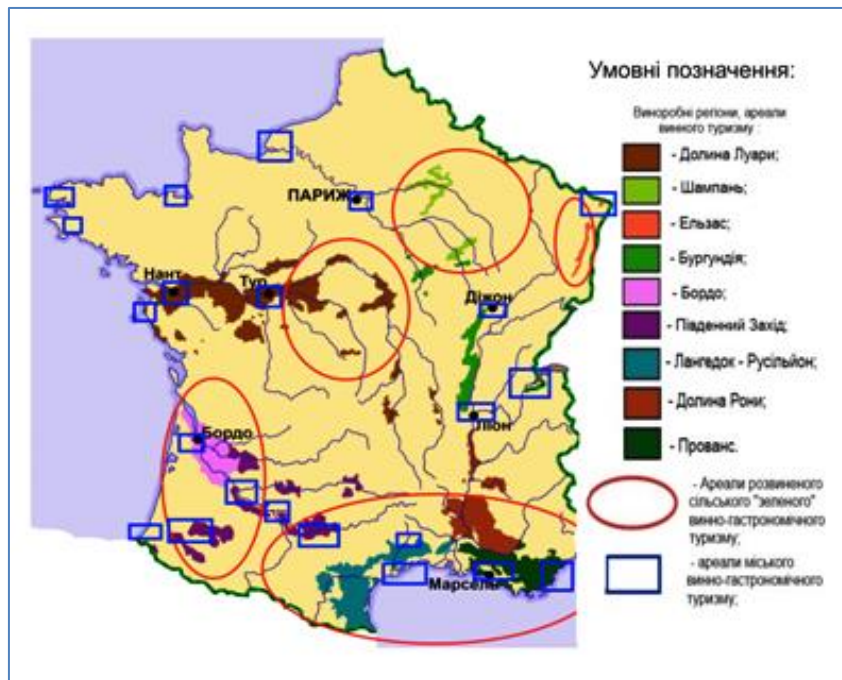 Умовні позначення:
Виноробні регіони, ареали
винного туризму :
- Долина Луари;
- Шампань;
- Ельзас;
- Бургундія;
- Бордо;
- Південний Захід;
- Лангедок - Русільйон;
- Долина Рони;
- Прованс.
- Ареали розвиненого
сільського "зеленого"
винно-гастрономічного
туризму;
- ареали міського
винно-гастрономічного
туризму;
ПАРИЖ
Нант
Тур
Діжон
Ліон
Бордо
Марсель